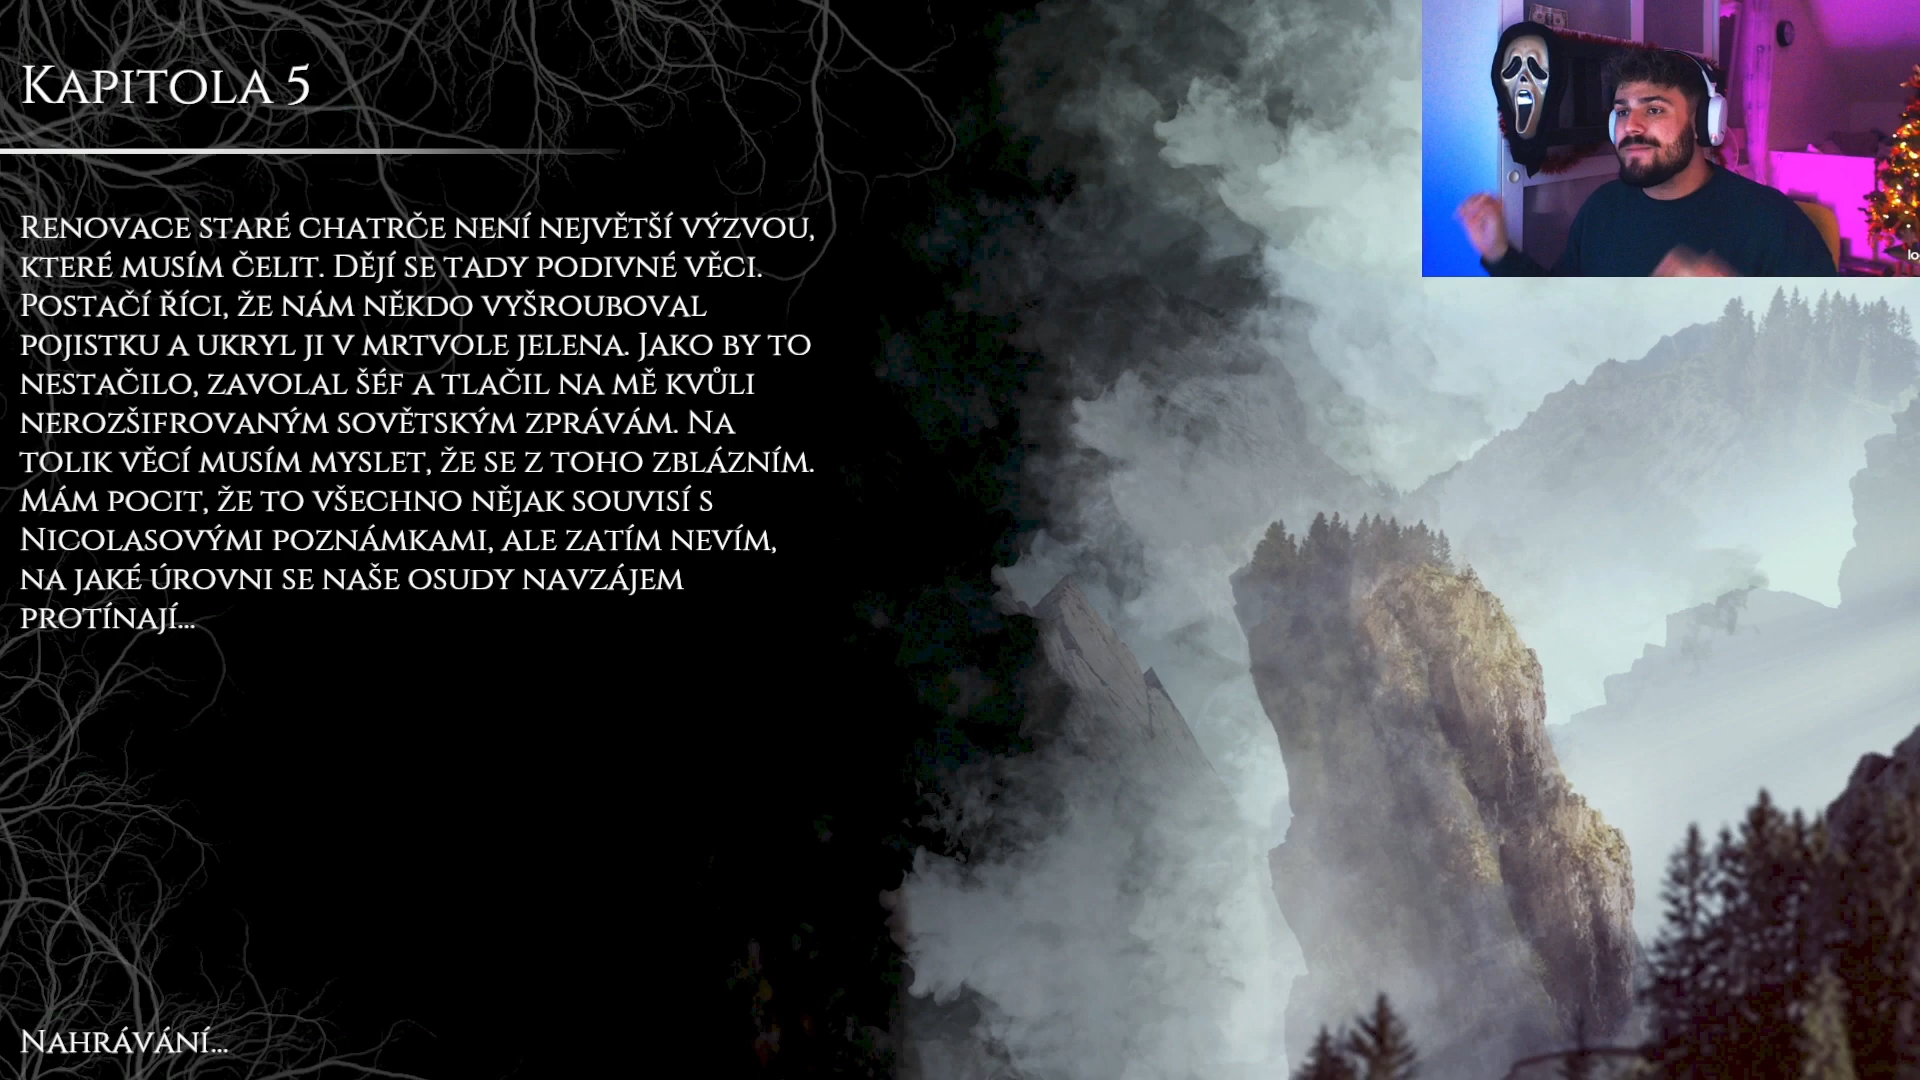 Kapitola 5
Renovace staré chatrče není největší výzvou,
které musím čelit. Dějí se tady podivné věci.
Postačí říci, že nám někdo vyšrouboval
pojistku a ukryl ji v mrtvole jelena. Jako by to
nestačilo, zavolal šéf a tlačil na mě kvůli
nerozšifrovaným sovětským zprávám. Na
tolik věcí musím myslet, že se z toho zblázním.
Mám pocit, že to všechno nějak souvisí s
Nicolasovými poznámkami, ale zatím nevím,
na jaké úrovni se naše osudy navzájem
protínají...
Nahrávání...